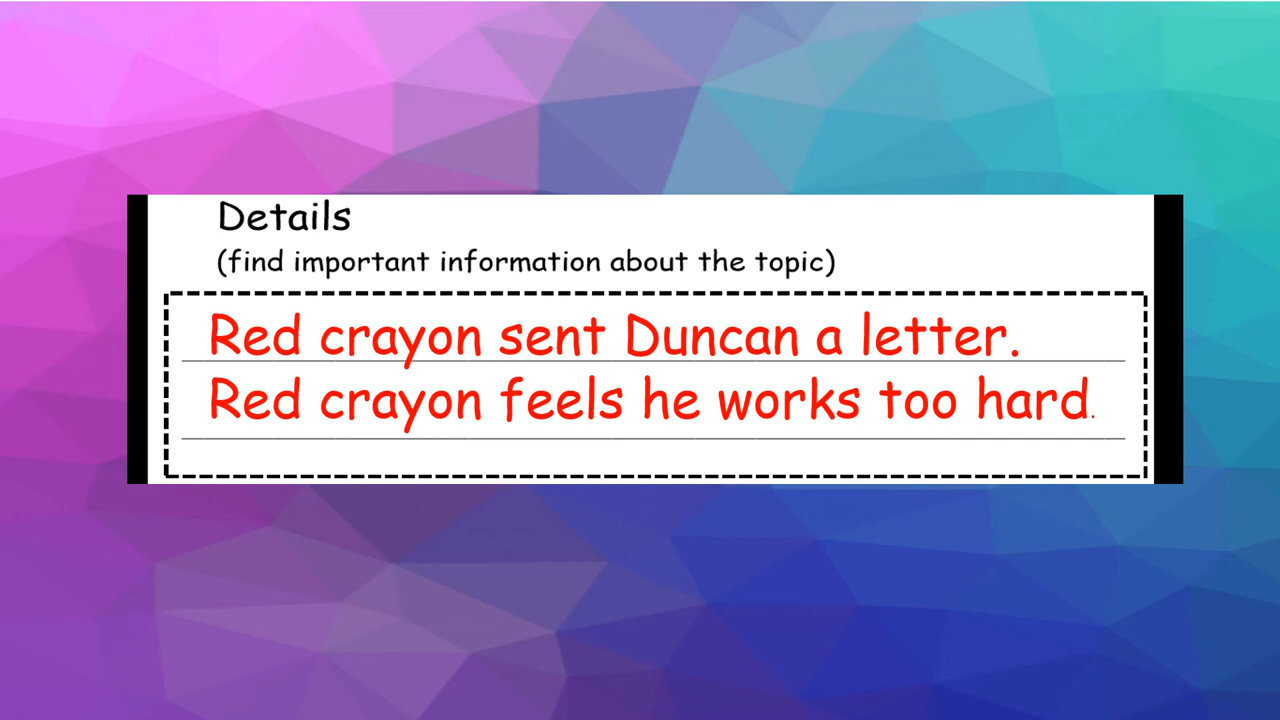 Details
(find important information about the topic)
Red crayon sent Duncan a letter.
Red crayon feels he works too hard.